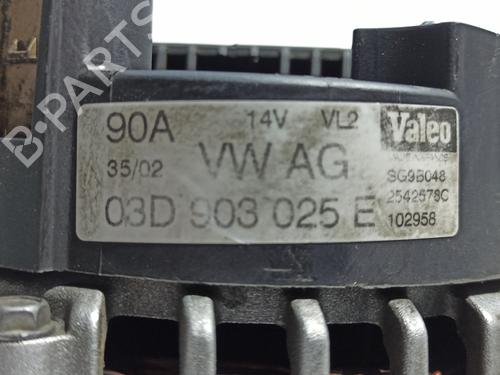 90A 14V VL2 Valeo
35/02 VW AG SG9B048
2542578C
03D 903 025 E 102958
B-PARTS